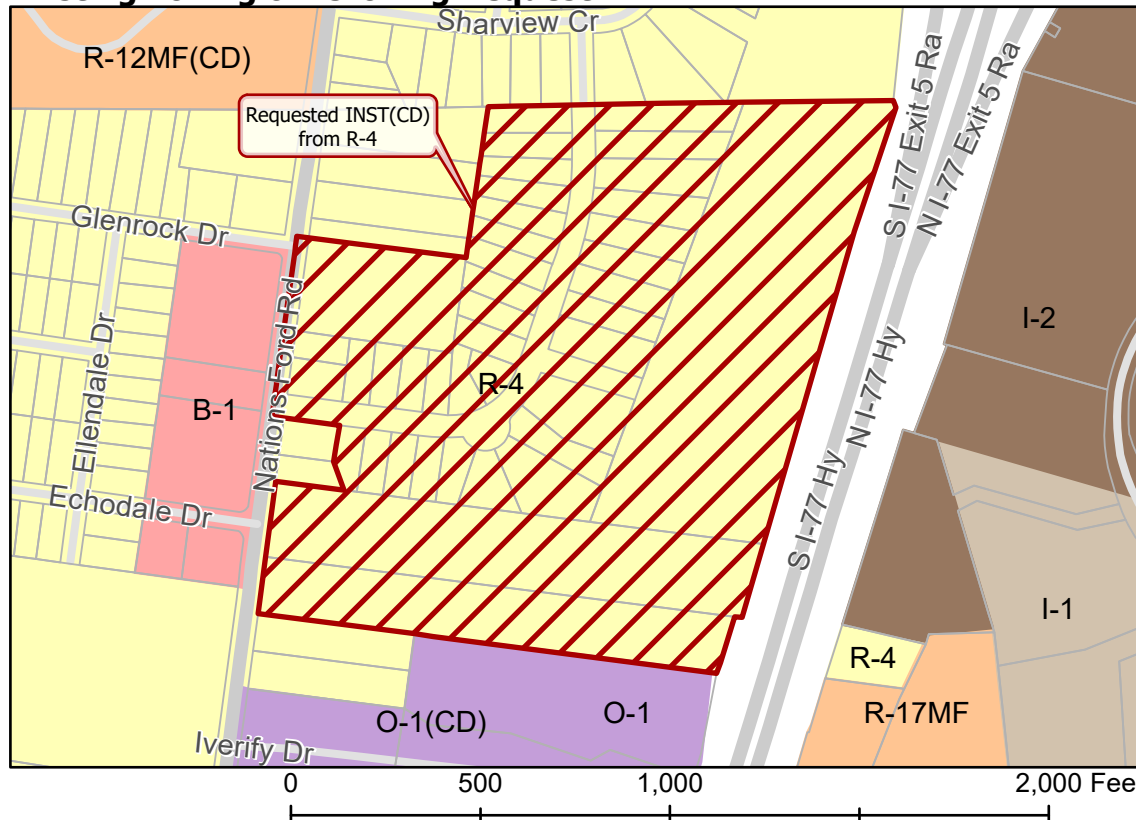 Sharview Cr
R-12MF(CD)
Requested INST(CD)
from R-4
S I-77 Exit 5 Ra
N I-77 Exit 5 Ra
Glenrock Dr
Nations Ford Rd
I-2
Ellendale Dr
R-4
B-1
N I-77 Hy
S I-77 Hy
Echodale Dr
I-1
R-4
R-17MF
O-1(CD)
O-1
Iverify Dr
0 500 1,000 2,000 Fee